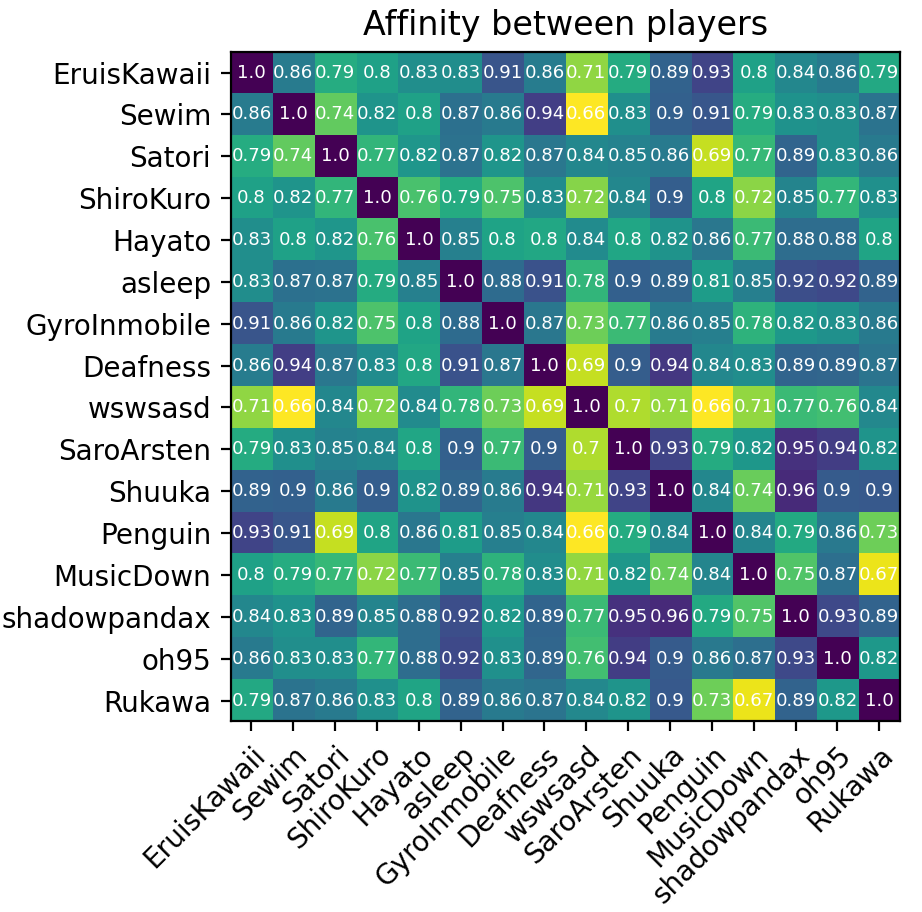 Affinity between players
EruisKawaii 1.0 0.86 0.79 0.8 0.83 0.83 0.91 0.86 0.71 0.79 0.89 0.93 0.8 0.84 0.86 0.79
Sewim 0.86 1.0 0.74 0.82 0.8 0.87 0.86 0.94 0.66 0.83 0.9 0.91 0.79 0.83 0.83 0.87
Satori 0.79 0.74 1.0 0.77 0.82 0.87 0.82 0.87 0.84 0.85 0.86 0.69 0.77 0.89 0.83 0.86
ShiroKuro 0.8 0.82 0.77 1.0 0.76 0.79 0.75 0.83 0.72 0.84 0.9 0.8 0.72 0.85 0.77 0.83
Hayato 0.83 0.8 0.82 0.76 1.0 0.85 0.8 0.8 0.84 0.8 0.82 0.86 0.77 0.88 0.88 0.8
asleep 0.83 0.87 0.87 0.79 0.85 1.0 0.88 0.91 0.78 0.9 0.89 0.81 0.85 0.92 0.92 0.89
GyroInmobile 0.91 0.86 0.82 0.75 0.8 0.88 1.0 0.87 0.73 0.77 0.86 0.85 0.78 0.82 0.83 0.86
Deafness 0.86 0.94 0.87 0.83 0.8 0.91 0.87 1.0 0.69 0.9 0.94 0.84 0.83 0.89 0.89 0.87
wswsasd 0.71 0.66 0.84 0.72 0.84 0.78 0.73 0.69 1.0 0.7 0.71 0.66 0.71 0.77 0.76 0.84
SaroArsten 0.79 0.83 0.85 0.84 0.8 0.9 0.77 0.9 0.7 1.0 0.93 0.79 0.82 0.95 0.94 0.82
Shuuka 0.89 0.9 0.86 0.9 0.82 0.89 0.86 0.94 0.71 0.93 1.0 0.84 0.74 0.96 0.9 0.9
Penguin 0.93 0.91 0.69 0.8 0.86 0.81 0.85 0.84 0.66 0.79 0.84 1.0 0.84 0.79 0.86 0.73
MusicDown 0.8 0.79 0.77 0.72 0.77 0.85 0.78 0.83 0.71 0.82 0.74 0.84 1.0 0.75 0.87 0.67
shadowpandax 0.84 0.83 0.89 0.85 0.88 0.92 0.82 0.89 0.77 0.95 0.96 0.79 0.75 1.0 0.93 0.89
oh95 0.86 0.83 0.83 0.77 0.88 0.92 0.83 0.89 0.76 0.94 0.9 0.86 0.87 0.93 1.0 0.82
Rukawa 0.79 0.87 0.86 0.83 0.8 0.89 0.86 0.87 0.84 0.82 0.9 0.73 0.67 0.89 0.82 1.0
EruisKawaii
Sewim
Satori
ShiroKuro
Hayato
asleep
GyroInmobile
Deafness
wswsasd
SaroArsten
Shuuka
Penguin
MusicDown
shadowpandax
oh95
Rukawa